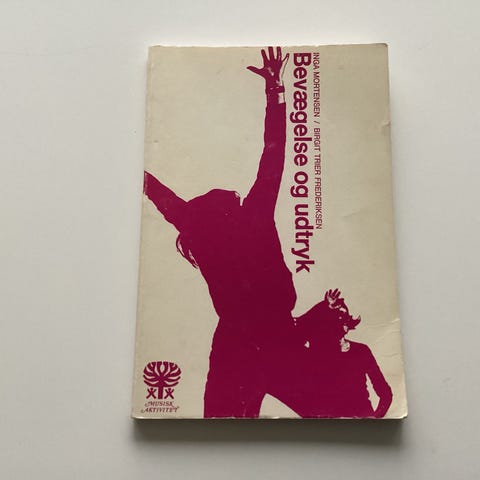 INGA MORTENSEN / BIRGIT TRIER FREDERIKSEN
Bevægelse og udtryk
MUSISK
AKTIVITET